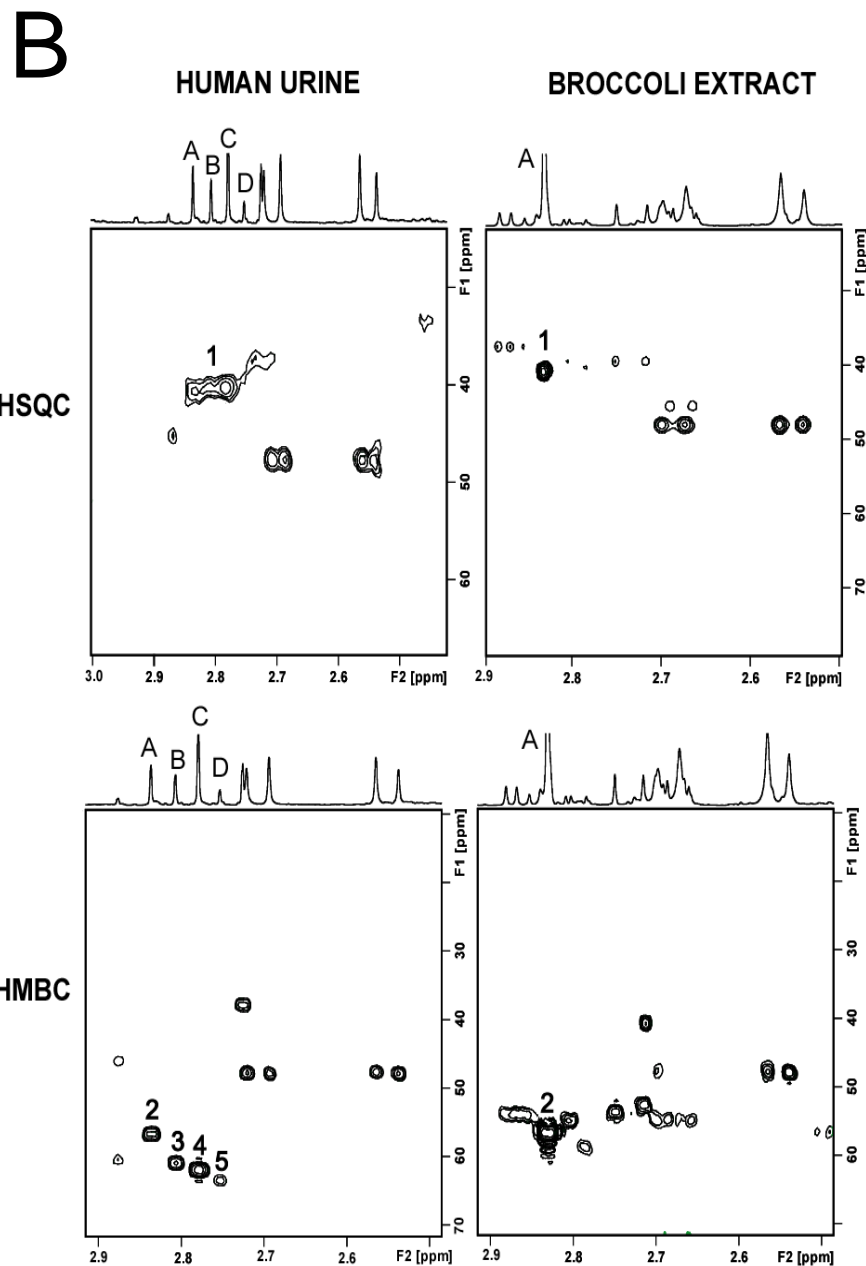 B
HUMAN URINE
BROCCOLI EXTRACT
A B C D
A
HSQC
1
1
F1 [ppm]
40
50
60
F1 [ppm]
40
50
60
70
3.0 2.9 2.8 2.7 2.6 F2 [ppm]
2.9 2.8 2.7 2.6 F2 [ppm]
A B C D
A
HMBC
2
3
4
5
2
F1 [ppm]
30
40
50
60
70
F1 [ppm]
30
40
50
60
2.9 2.8 2.7 2.6 F2 [ppm]
2.9 2.8 2.7 2.6 F2 [ppm]